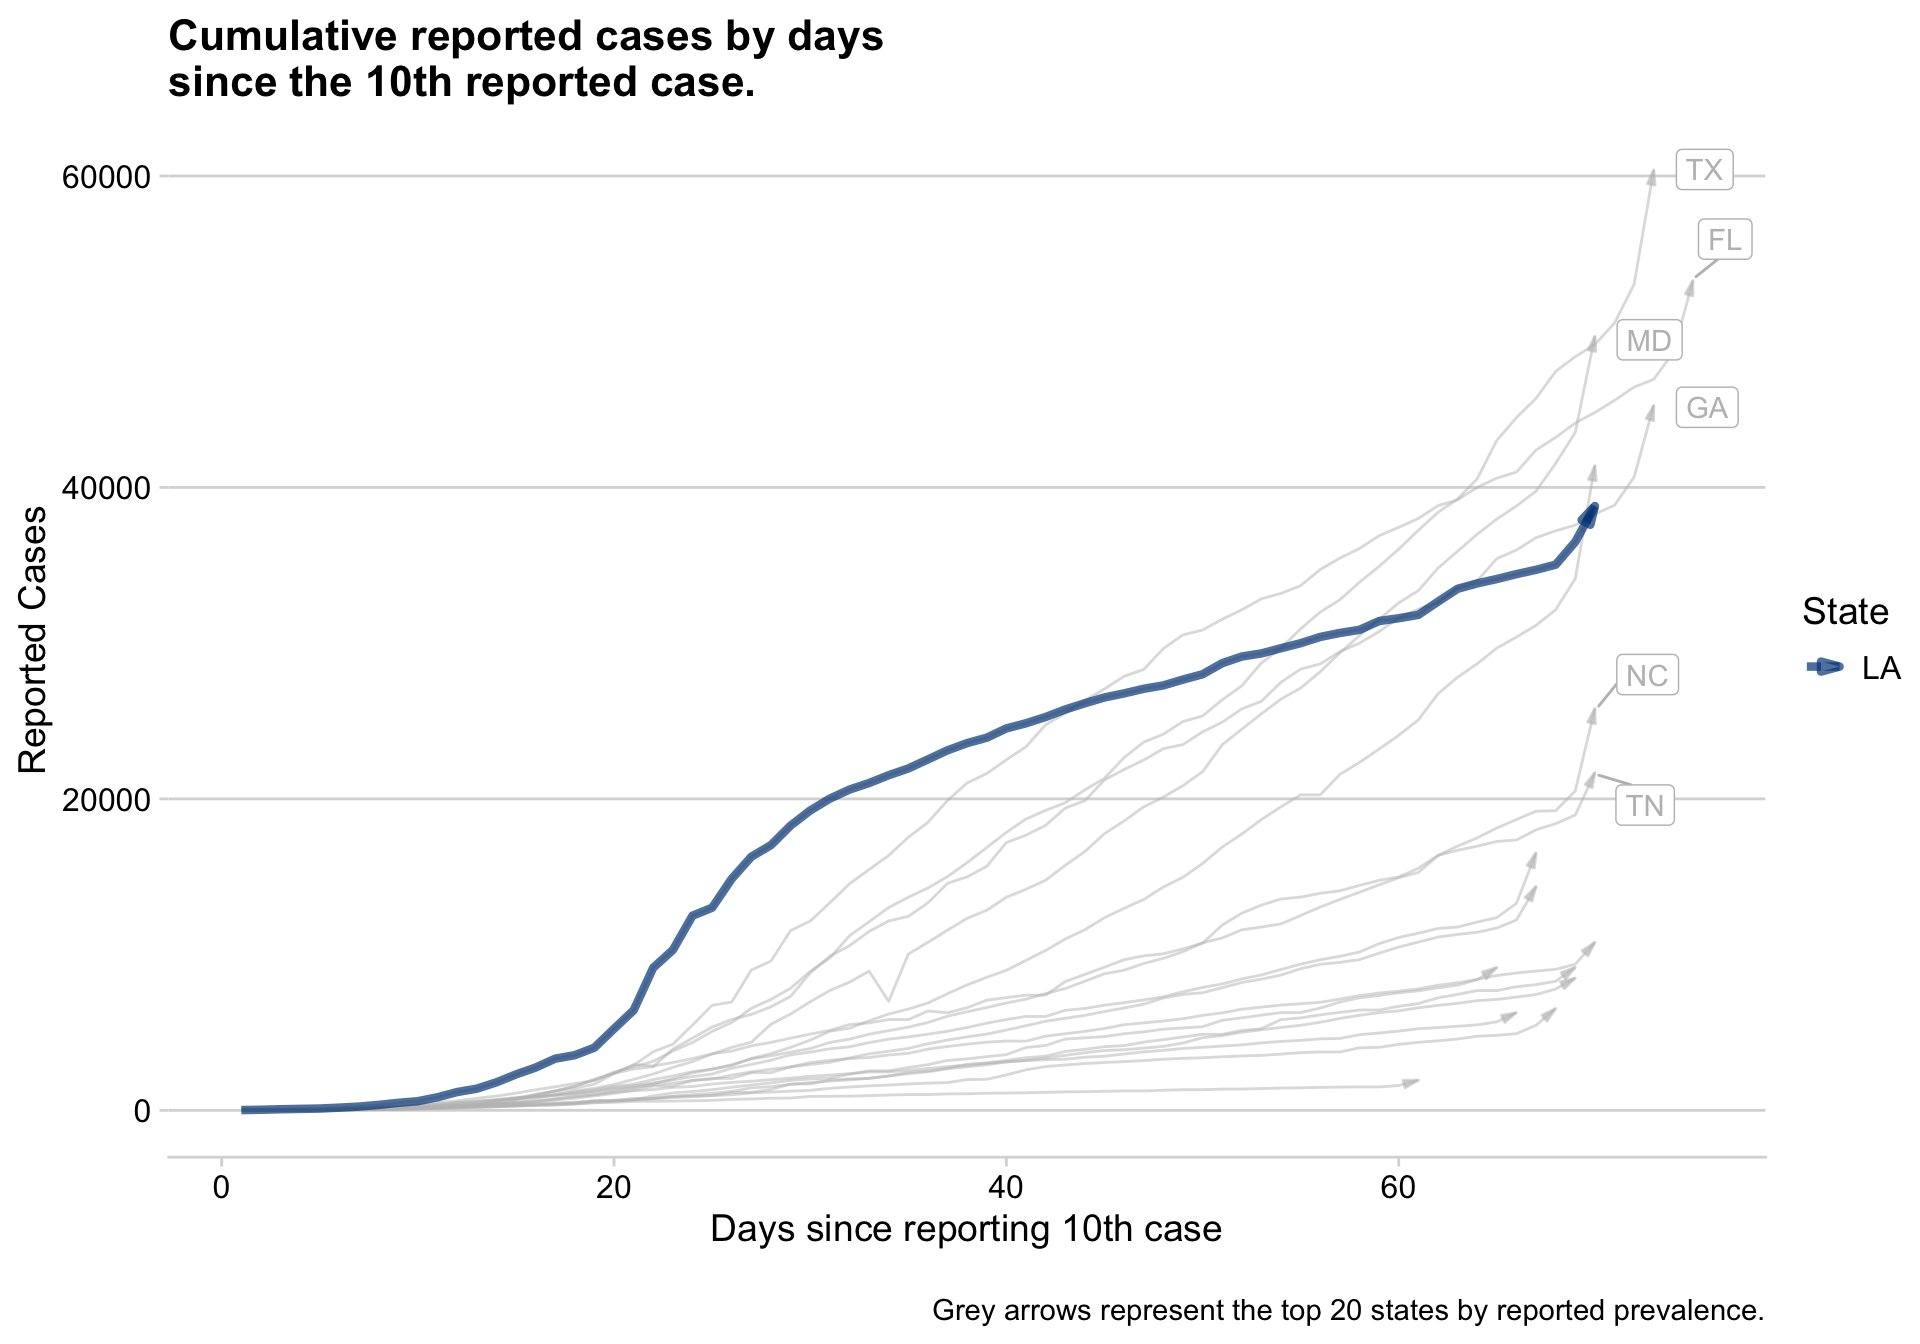 Cumulative reported cases by days
since the 10th reported case.
60000
40000
20000
0
Reported Cases
TX
FL
MD
GA
NC
TN
State
LA
0
20
40
60
Days since reporting 10th case
Grey arrows represent the top 20 states by reported prevalence.